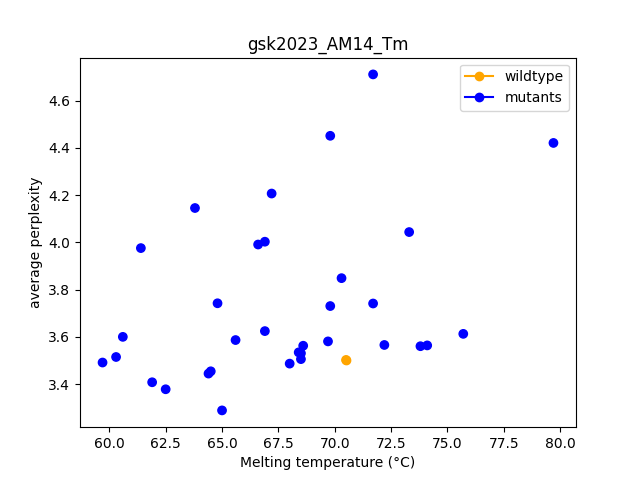 gsk2023_AM14_Tm
wildtype
mutants
4.6
4.4
4.2
4.0
3.8
3.6
3.4
average perplexity
60.0 62.5 65.0 67.5 70.0 72.5 75.0 77.5 80.0
Melting temperature (°C)